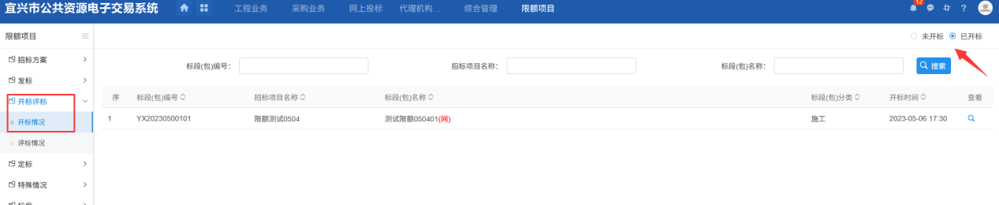 宜兴市公共资源电子交易系统 工程业务 采购业务 网上投标 代理机构... 综合管理 限额项目 12 ?
限额项目 未开标 已开标
招标方案
标段(包)编号： 招标项目名称： 标段(包)名称： 搜索
发标
开标评标
序 标段(包)编号 招标项目名称 标段(包)名称 标段(包)分类 开标时间 查看
开标情况
1 YX20230500101 限额测试0504 测试限额050401(网) 施工 2023-05-06 17:30
评标情况
定标
特殊情况